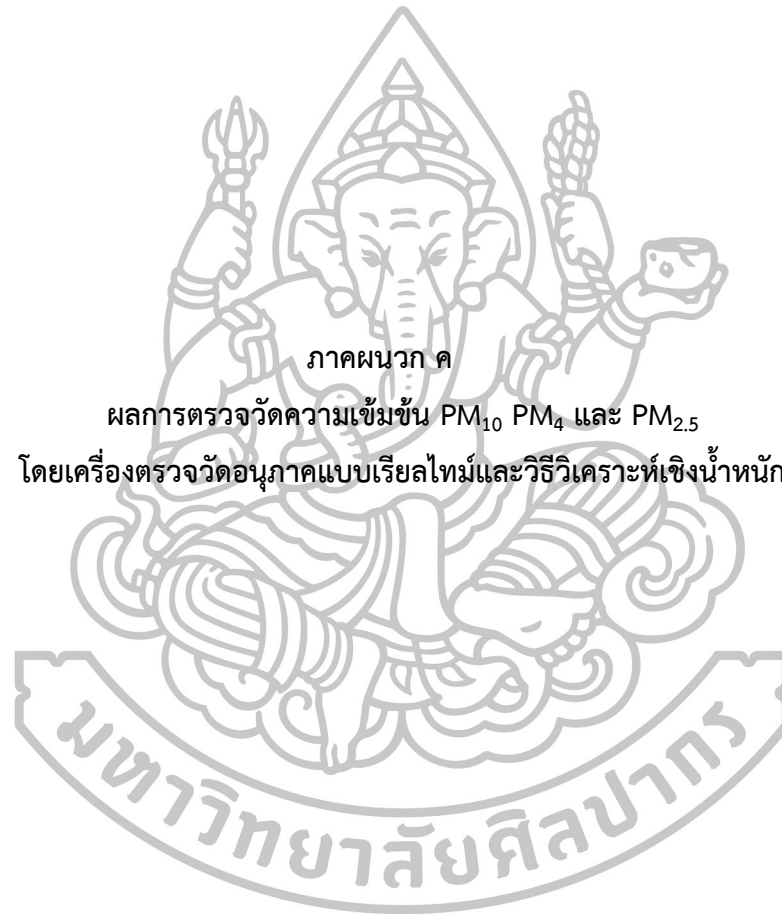 ภาคผนวก ค
ผลการตรวจวัดความเข้มข้น PM₁₀ PM₄ และ PM₂.₅
โดยเครื่องตรวจวัดอนุภาคแบบเรียลไทม์และวิธีวิเคราะห์เชิงน้ำหนัก
มหาวิทยาลัยศิลปากร